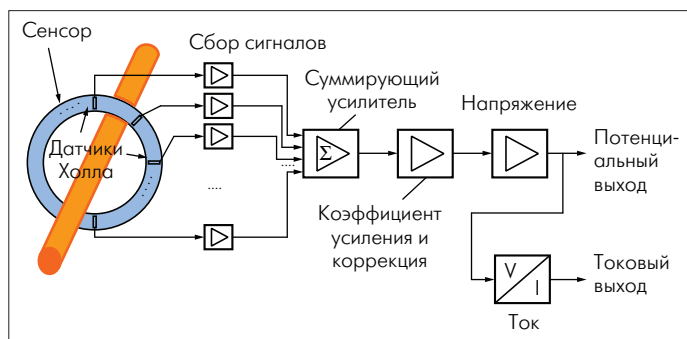 Сенсор
Сбор сигналов
Суммирующий
усилитель
Напряжение
Датчики
Холла
Σ
Потенци-
альный
выход
....
....
Коэффициент
усиления и
коррекция
V
I
Токовый
выход
Ток